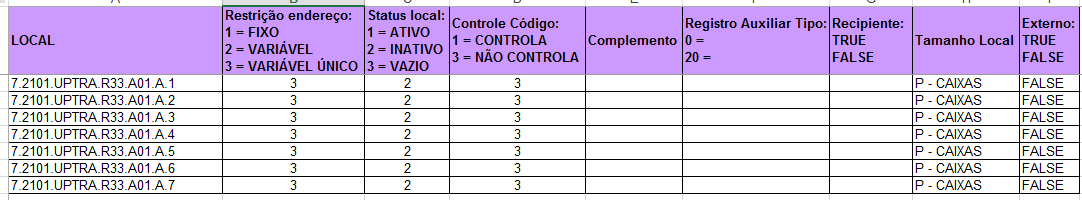 LOCAL
Restrição endereço:
1 = FIXO
2 = VARIÁVEL
3 = VARIÁVEL ÚNICO
Status local:
1 = ATIVO
2 = INATIVO
3 = VAZIO
Controle Código:
1 = CONTROLA
3 = NÃO CONTROLA
Complemento
Registro Auxiliar Tipo:
0 =
20 =
Recipiente:
TRUE
FALSE
Tamanho Local
Externo:
TRUE
FALSE
7.2101.UPTRA.R33.A01.A.1 3 2 3 P - CAIXAS FALSE
7.2101.UPTRA.R33.A01.A.2 3 2 3 P - CAIXAS FALSE
7.2101.UPTRA.R33.A01.A.3 3 2 3 P - CAIXAS FALSE
7.2101.UPTRA.R33.A01.A.4 3 2 3 P - CAIXAS FALSE
7.2101.UPTRA.R33.A01.A.5 3 2 3 P - CAIXAS FALSE
7.2101.UPTRA.R33.A01.A.6 3 2 3 P - CAIXAS FALSE
7.2101.UPTRA.R33.A01.A.7 3 2 3 P - CAIXAS FALSE